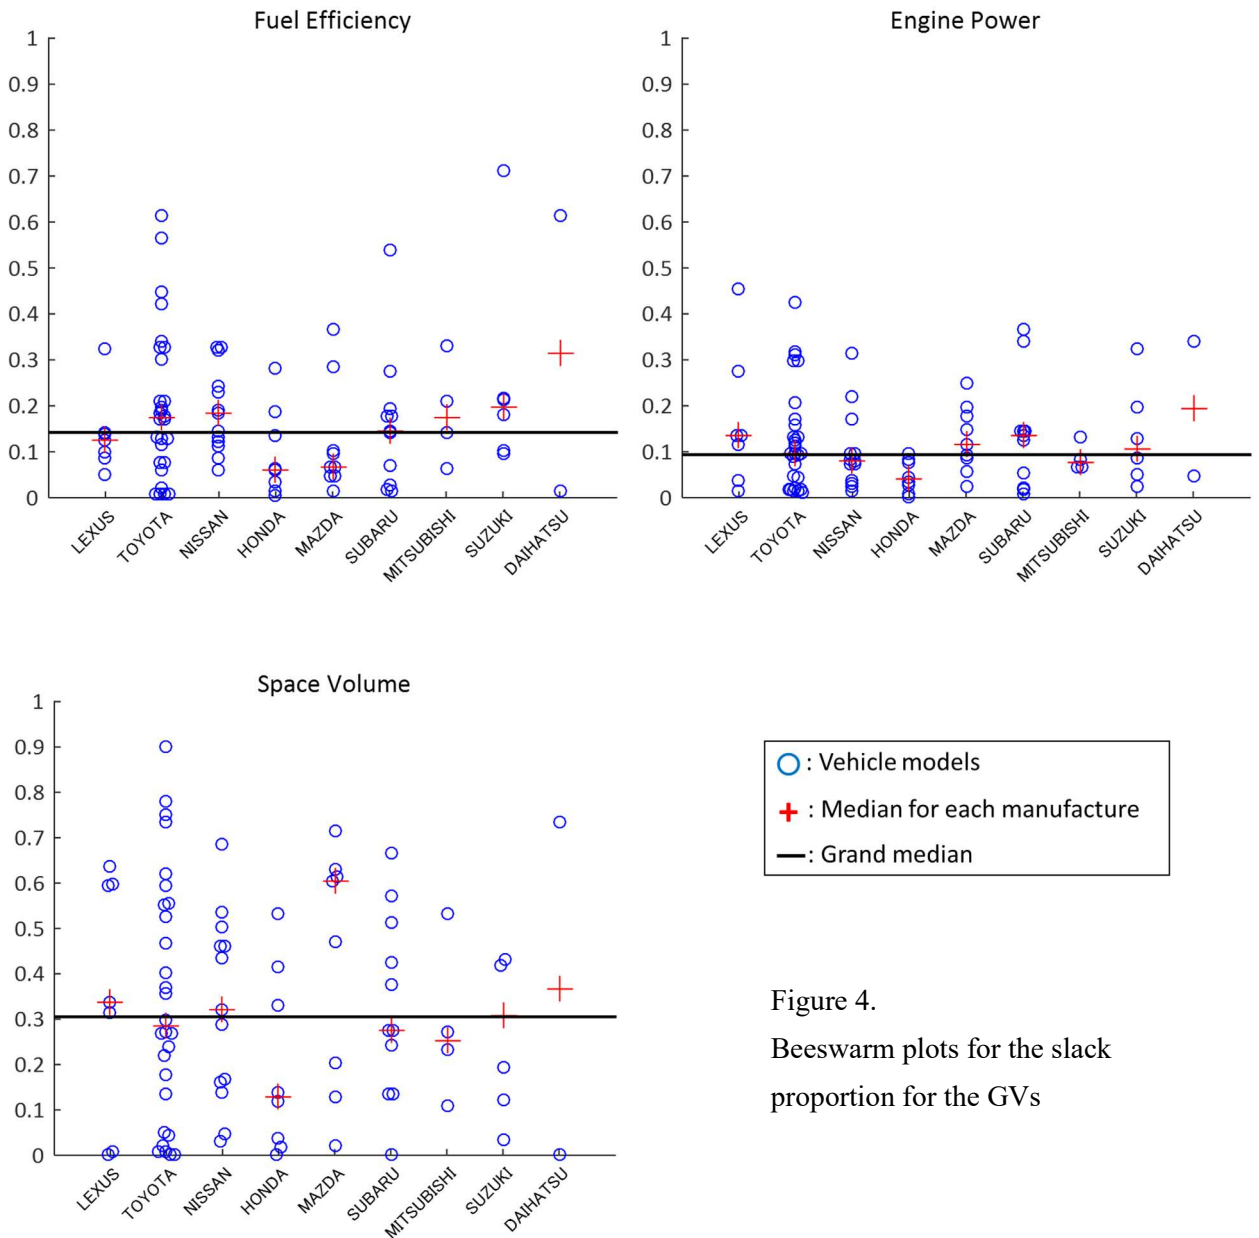 Fuel Efficiency
1
0.9
0.8
0.7
0.6
0.5
0.4
0.3
0.2
0.1
0
LEXUS
TOYOTA
NISSAN
HONDA
MAZDA
SUBARU
MITSUBISHI
SUZUKI
DAIHATSU
Engine Power
1
0.9
0.8
0.7
0.6
0.5
0.4
0.3
0.2
0.1
0
LEXUS
TOYOTA
NISSAN
HONDA
MAZDA
SUBARU
MITSUBISHI
SUZUKI
DAIHATSU
Space Volume
1
0.9
0.8
0.7
0.6
0.5
0.4
0.3
0.2
0.1
0
LEXUS
TOYOTA
NISSAN
HONDA
MAZDA
SUBARU
MITSUBISHI
SUZUKI
DAIHATSU
: Vehicle models
: Median for each manufacture
: Grand median
Figure 4.
Beeswarm plots for the slack
proportion for the GVs